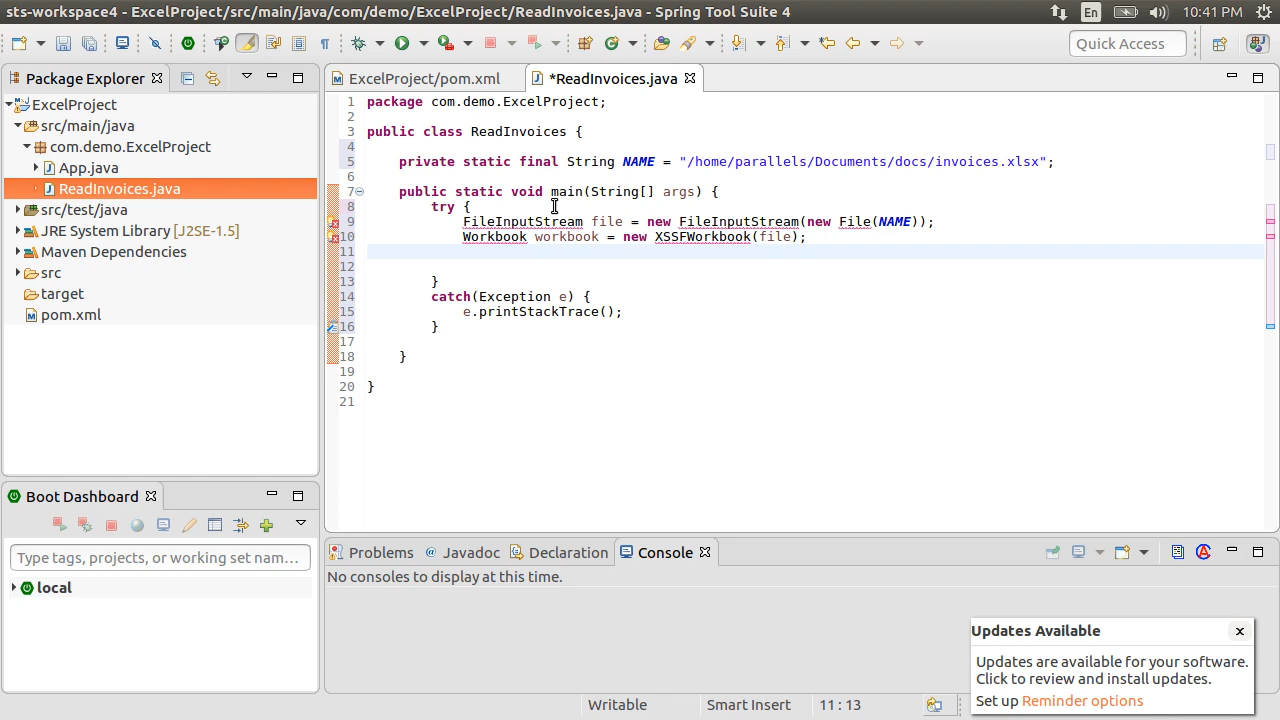 sts-workspace4 - ExcelProject/src/main/java/com/demo/ExcelProject/ReadInvoices.java - Spring Tool Suite 4
En
10:41 PM
Quick Access
Package Explorer
ExcelProject
src/main/java
com.demo.ExcelProject
App.java
ReadInvoices.java
src/test/java
JRE System Library [J2SE-1.5]
Maven Dependencies
src
target
pom.xml
ExcelProject/pom.xml
*ReadInvoices.java
1 package com.demo.ExcelProject;
2
3 public class ReadInvoices {
4
5 private static final String NAME = "/home/parallels/Documents/docs/invoices.xlsx";
6
7 public static void main(String[] args) {
8 try {
9 FileInputStream file = new FileInputStream(new File(NAME));
10 Workbook workbook = new XSSFWorkbook(file);
11
12
13 }
14 catch(Exception e) {
15 e.printStackTrace();
16 }
17
18 }
19
20 }
21
Boot Dashboard
Type tags, projects, or working set nam...
local
Problems
Javadoc
Declaration
Console
No consoles to display at this time.
Updates Available
Updates are available for your software.
Click to review and install updates.
Set up Reminder options
Writable
Smart Insert
11 : 13